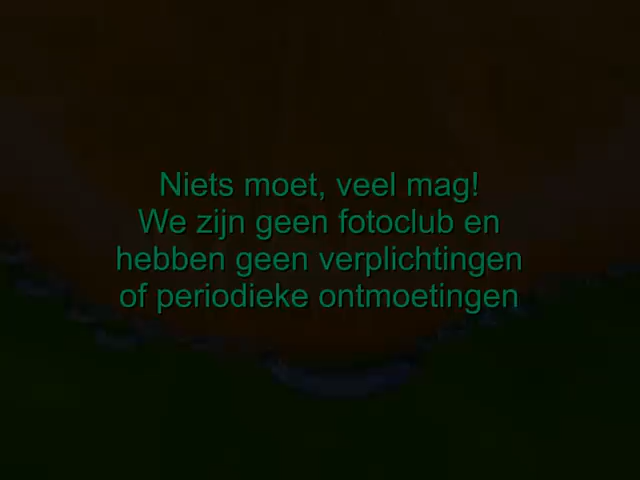 Niets moet, veel mag!
We zijn geen fotoclub en
hebben geen verplichtingen
of periodieke ontmoetingen